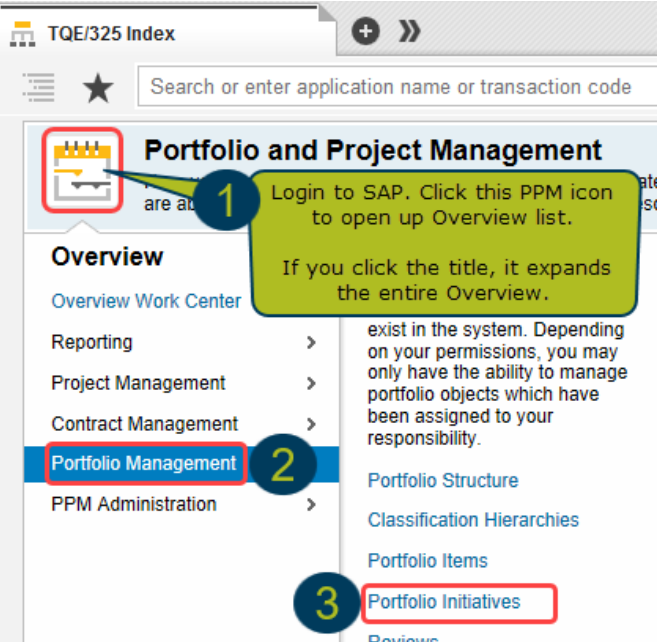 TQE/325 Index
Search or enter application name or transaction code
Portfolio and Project Management
are ab
1
Login to SAP. Click this PPM icon
to open up Overview list.
If you click the title, it expands
the entire Overview.
Overview
Overview Work Center
Reporting
Project Management
Contract Management
Portfolio Management
2
PPM Administration
exist in the system. Depending
on your permissions, you may
only have the ability to manage
portfolio objects which have
been assigned to your
responsibility.
Portfolio Structure
Classification Hierarchies
Portfolio Items
3
Portfolio Initiatives
Reviews